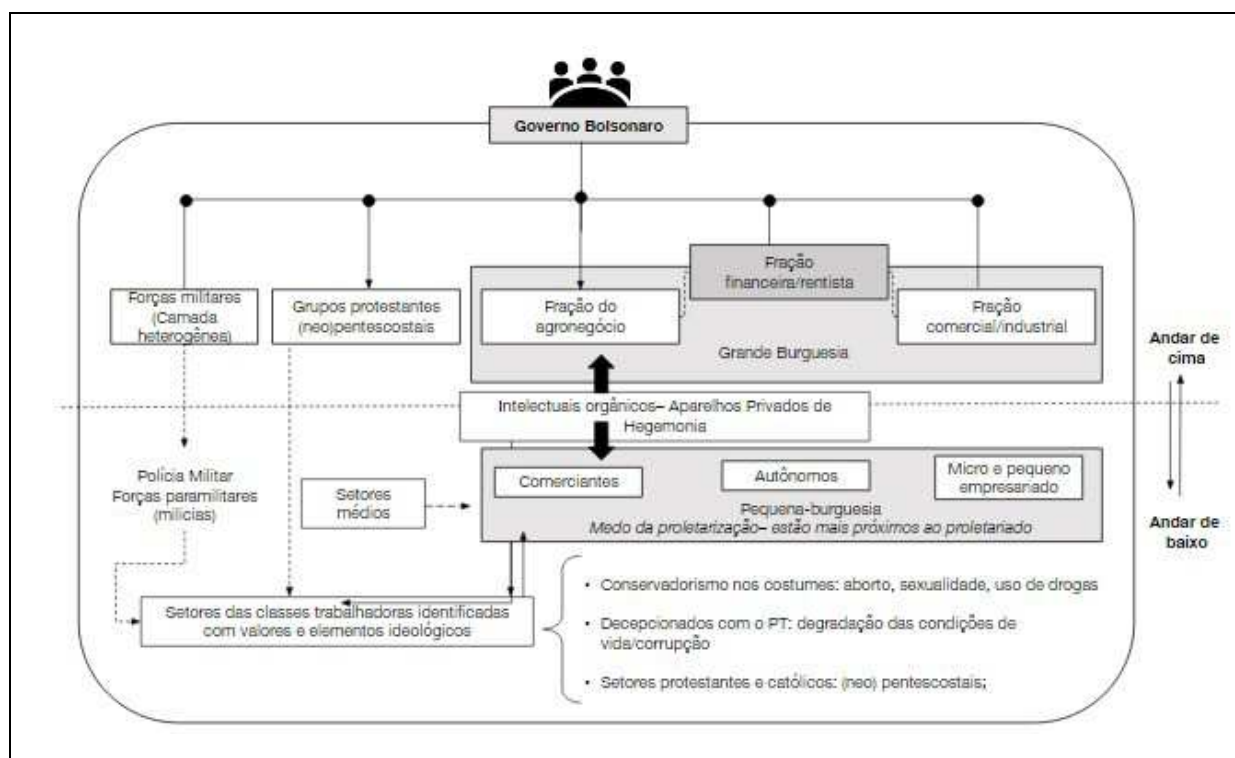 Governo Bolsonaro
Forças militares
(Camada
heterogênea)
Grupos protestantes
(neo)pentescostais
Fração do
agronegócio
Fração
financeira/rentista
Fração
comercial/industrial
Grande Burguesia
Andar de
cima
Intelectuais orgânicos– Aparelhos Privados de
Hegemonia
Polícia Militar
Forças paramilitares
(milícias)
Setores
médios
Comerciantes
Autônomos
Micro e pequeno
empresariado
Pequena-burguesia
Medo da proletarização– estão mais próximos ao proletariado
Andar de
baixo
Setores das classes trabalhadoras identificadas
com valores e elementos ideológicos
• Conservadorismo nos costumes: aborto, sexualidade, uso de drogas
• Decepcionados com o PT: degradação das condições de
vida/corrupção
• Setores protestantes e católicos: (neo) pentescostais;